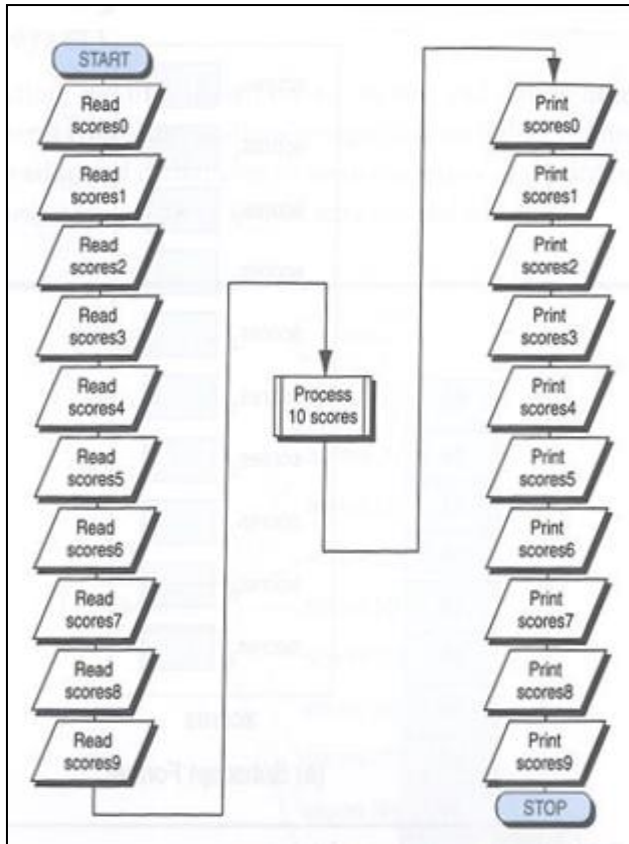 START
Read
scores0
Read
scores1
Read
scores2
Read
scores3
Read
scores4
Read
scores5
Read
scores6
Read
scores7
Read
scores8
Read
scores9
Process
10 scores
Print
scores0
Print
scores1
Print
scores2
Print
scores3
Print
scores4
Print
scores5
Print
scores6
Print
scores7
Print
scores8
Print
scores9
STOP